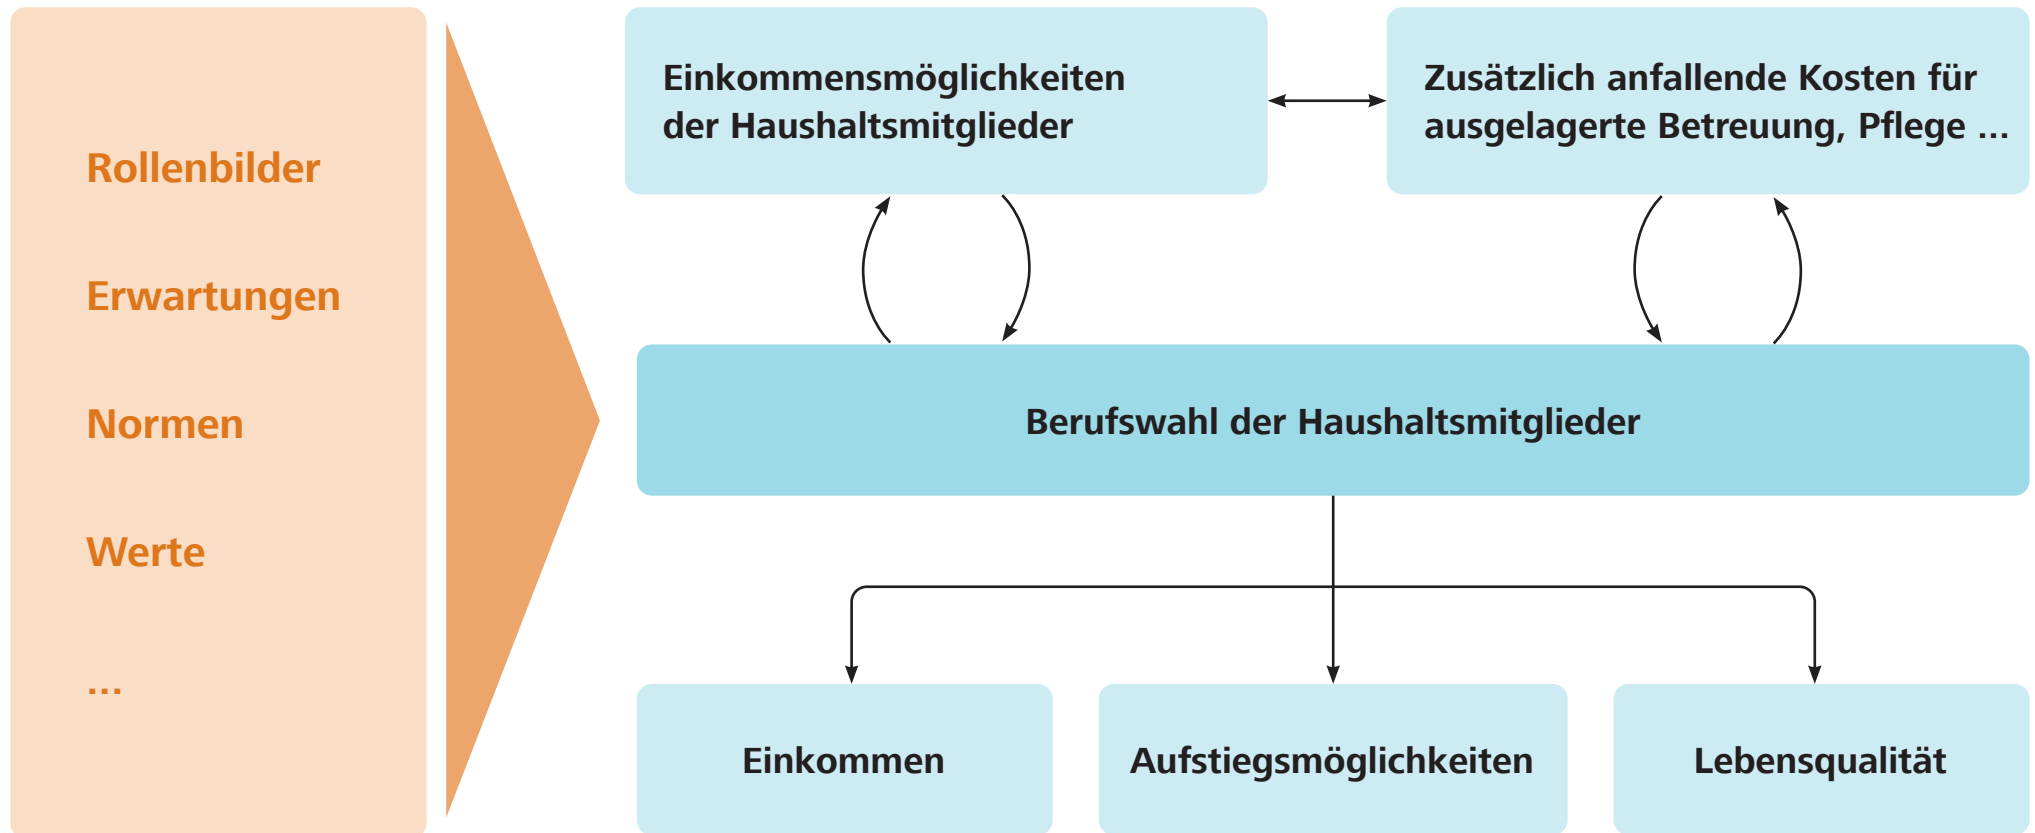 Rollenbilder
Erwartungen
Normen
Werte
...
Einkommensmöglichkeiten
der Haushaltsmitglieder
Zusätzlich anfallende Kosten für
ausgelagerte Betreuung, Pflege ...
Berufswahl der Haushaltsmitglieder
Einkommen
Aufstiegsmöglichkeiten
Lebensqualität